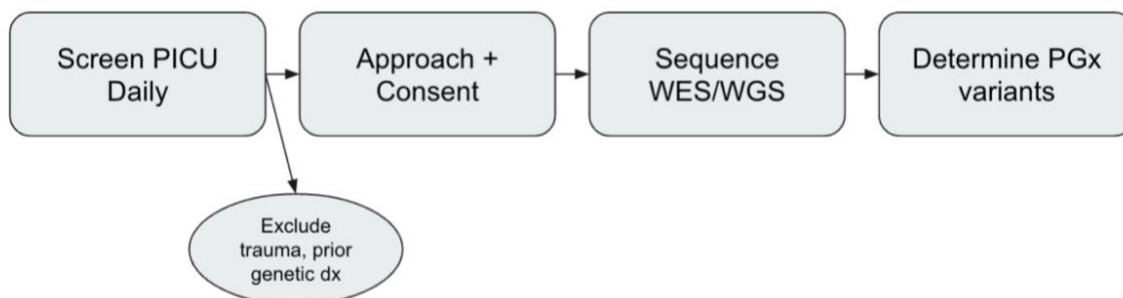 Screen PICU
Daily
Approach +
Consent
Sequence
WES/WGS
Determine PGx
variants
Exclude
trauma, prior
genetic dx